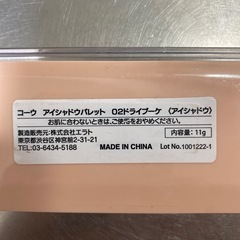 コーウ　アイシャドウパレット　02ドライブーケ　〈アイシャドウ〉
お肌に合わないときは、ご使用をおやめください。
製造販売元:株式会社エラト
東京都渋谷区神宮前2-31-21
TEL:03-6434-5188
MADE IN CHINA
内容量:11g
Lot No.1001222-1